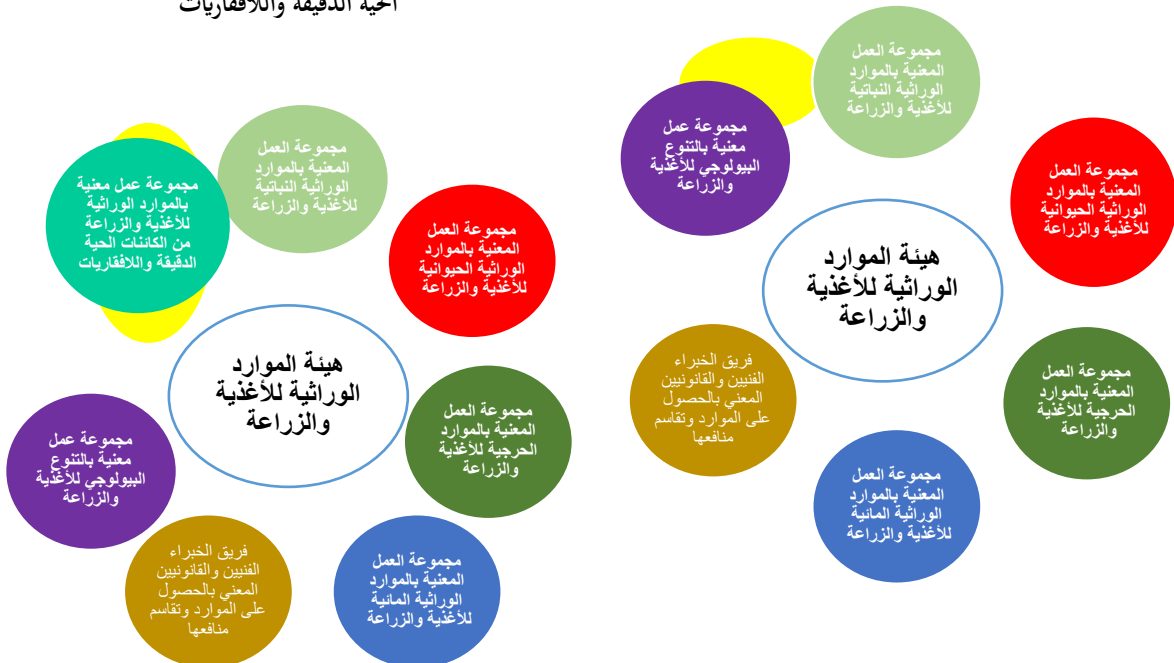 الحية الدقيقة واللافقاريات
مجموعة العمل
المعنية بالموارد
الوراثية النباتية
للأغذية والزراعة
مجموعة عمل
معنية بالتنوع
البيولوجي للأغذية
والزراعة
مجموعة العمل
المعنية بالموارد
الوراثية الحيوانية
للأغذية والزراعة
هيئة الموارد
الوراثية للأغذية
والزراعة
فريق الخبراء
الفنيين والقانونيين
المعني بالحصول
على الموارد وتقاسم
منافعها
مجموعة العمل
المعنية بالموارد
الحرجية للأغذية
والزراعة
مجموعة العمل
المعنية بالموارد
الوراثية المائية
للأغذية والزراعة
مجموعة العمل
المعنية بالموارد
الوراثية النباتية
للأغذية والزراعة
مجموعة عمل معنية
بالموارد الوراثية
للأغذية والزراعة
من الكائنات الحية
الدقيقة واللافقاريات
مجموعة العمل
المعنية بالموارد
الوراثية الحيوانية
للأغذية والزراعة
هيئة الموارد
الوراثية للأغذية
والزراعة
مجموعة العمل
المعنية بالموارد
الحرجية للأغذية
والزراعة
مجموعة عمل
معنية بالتنوع
البيولوجي للأغذية
والزراعة
فريق الخبراء
الفنيين والقانونيين
المعني بالحصول
على الموارد وتقاسم
منافعها
مجموعة العمل
المعنية بالموارد
الوراثية المائية
للأغذية والزراعة